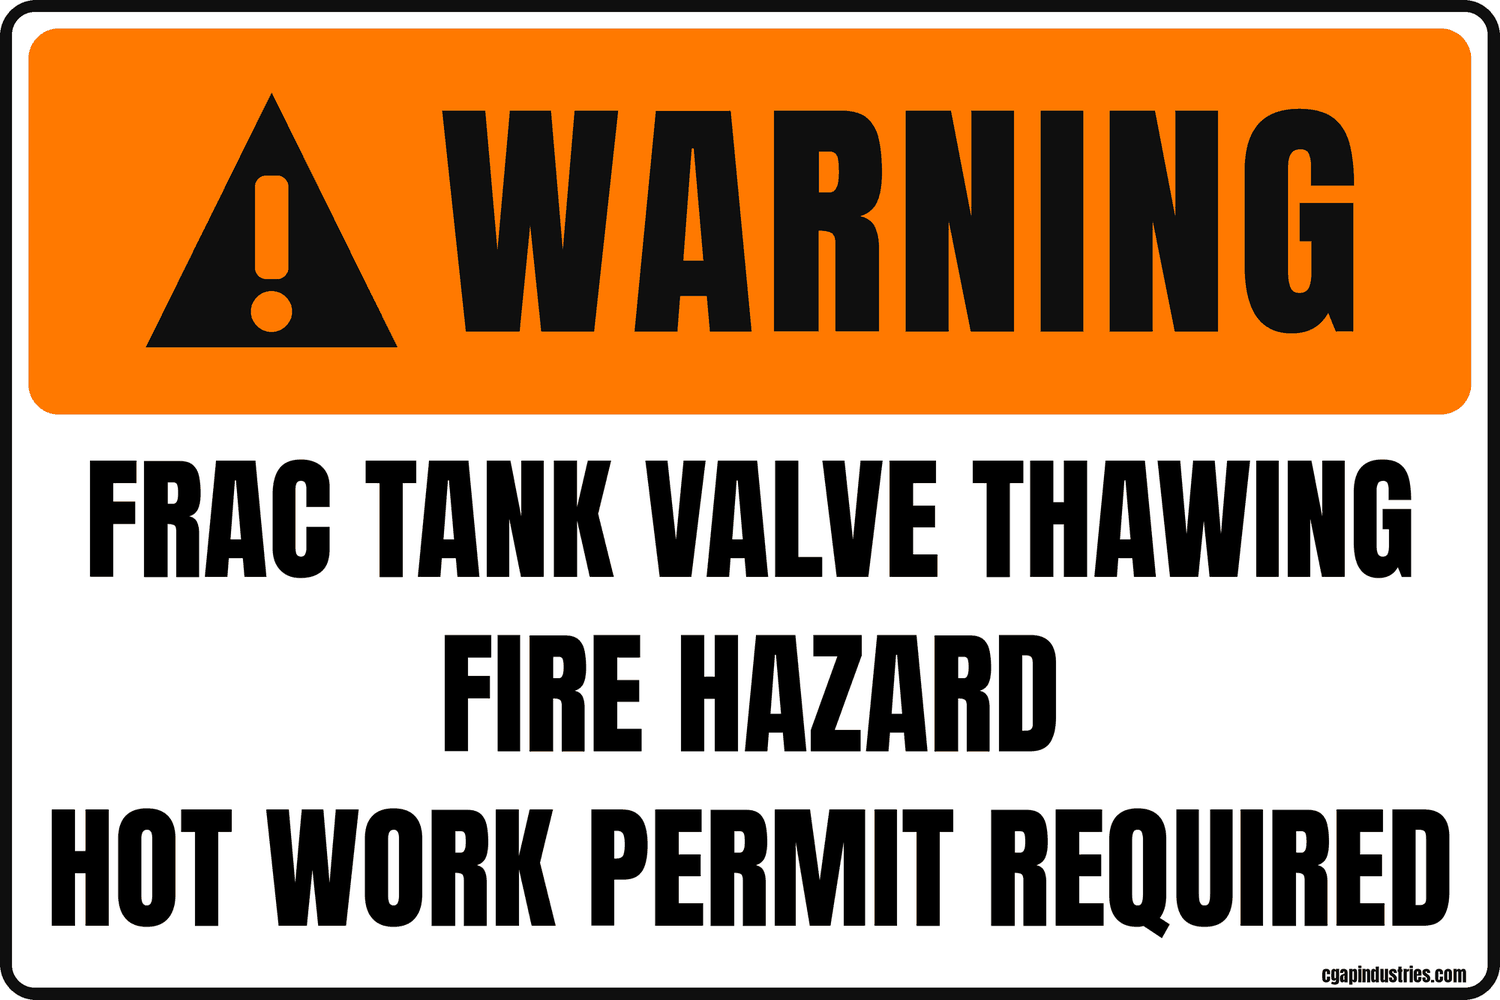 WARNING
FRAC TANK VALVE THAWING
FIRE HAZARD
HOT WORK PERMIT REQUIRED
cgapindustries.com